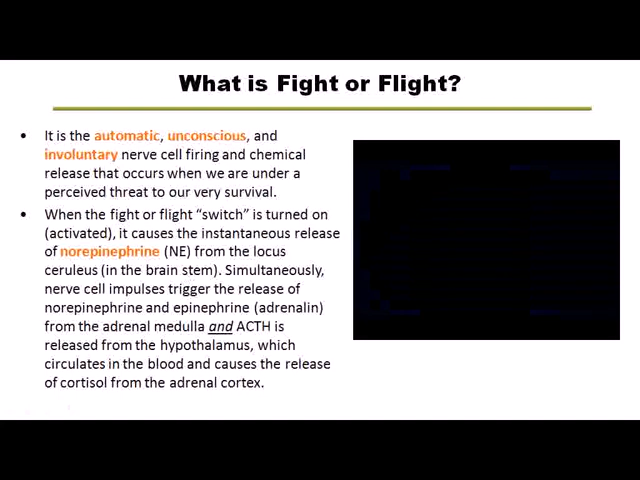 What is Fight or Flight?
• It is the automatic, unconscious, and
involuntary nerve cell firing and chemical
release that occurs when we are under a
perceived threat to our very survival.
• When the fight or flight “switch” is turned on
(activated), it causes the instantaneous release
of norepinephrine (NE) from the locus
ceruleus (in the brain stem). Simultaneously,
nerve cell impulses trigger the release of
norepinephrine and epinephrine (adrenalin)
from the adrenal medulla and ACTH is
released from the hypothalamus, which
circulates in the blood and causes the release
of cortisol from the adrenal cortex.